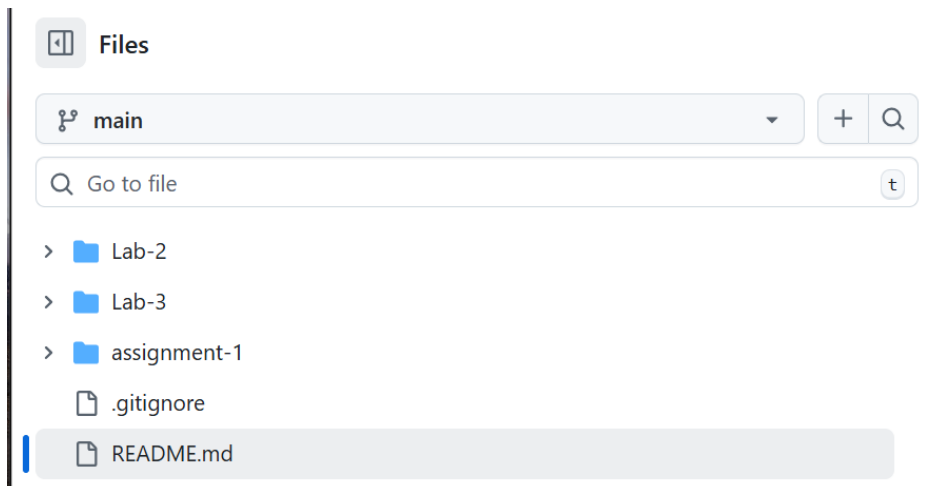 Files
main
Go to file
t
Lab-2
Lab-3
assignment-1
.gitignore
README.md